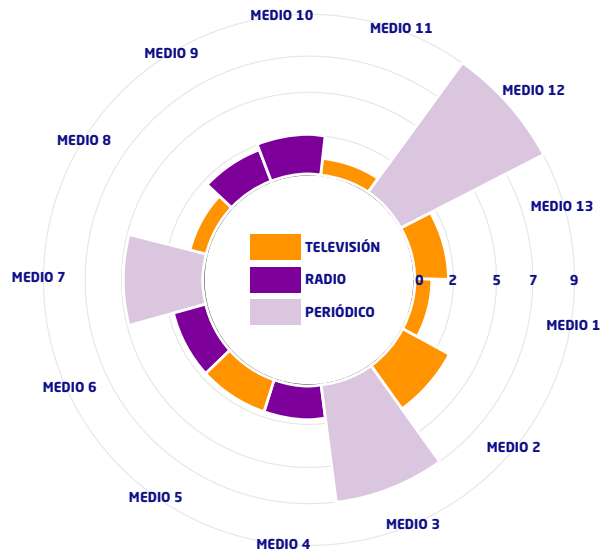 MEDIO 10
MEDIO 11
MEDIO 9
MEDIO 12
MEDIO 8
MEDIO 13
TELEVISIÓN
MEDIO 7
RADIO
0 2 5 7 9
PERIÓDICO
MEDIO 1
MEDIO 6
MEDIO 2
MEDIO 5
MEDIO 3
MEDIO 4